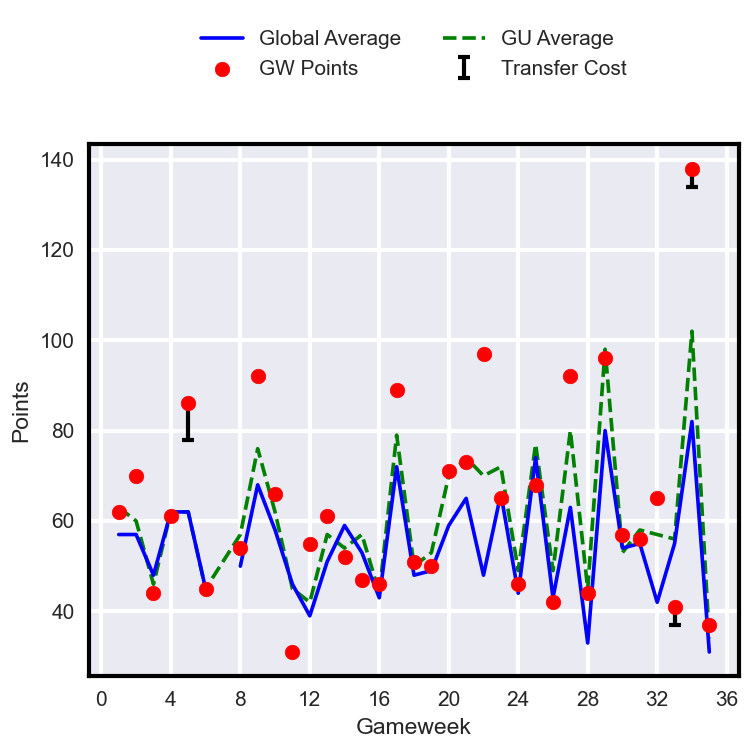 Global Average
GU Average
GW Points
Transfer Cost
140
120
100
80
60
40
Points
0 4 8 12 16 20 24 28 32 36
Gameweek